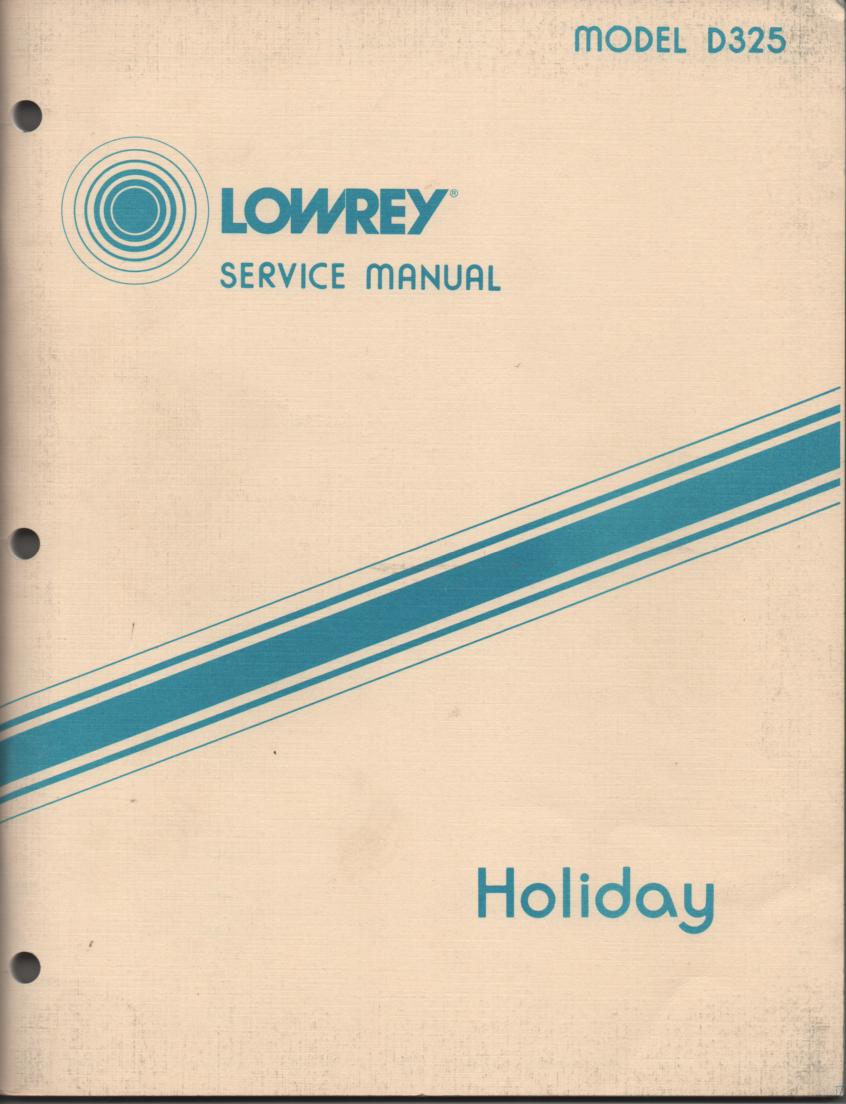 MODEL D325
LOWREY®
SERVICE MANUAL
Holiday